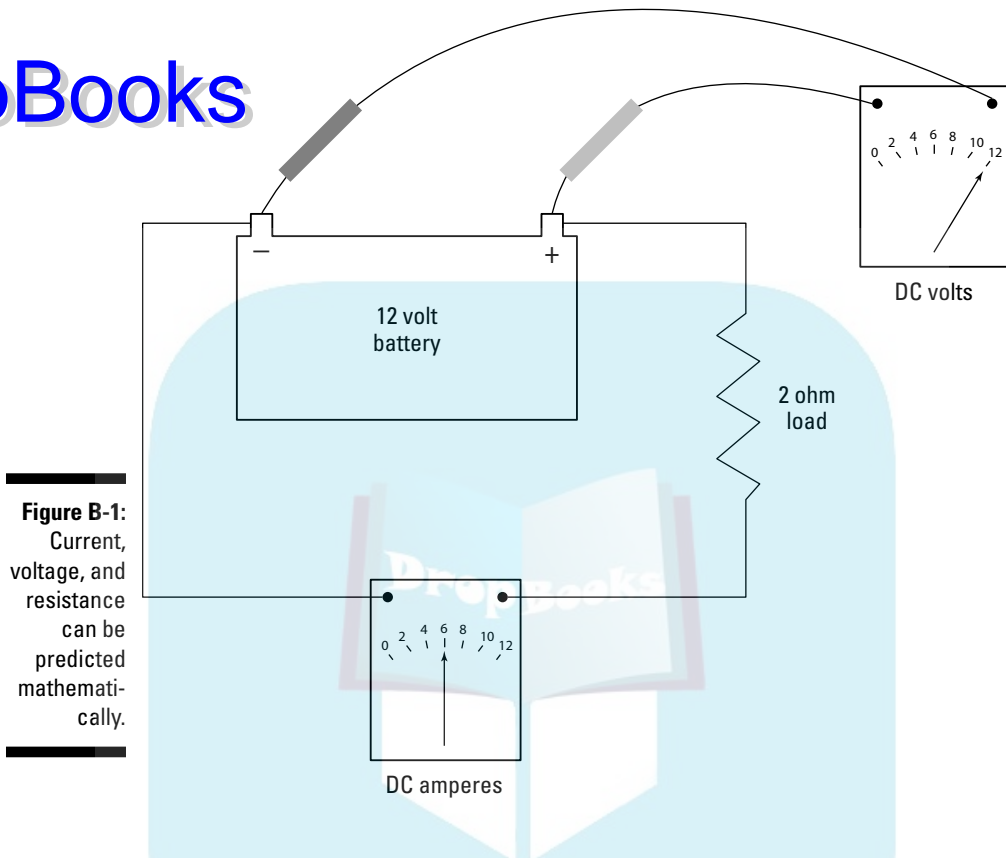 Books
0 2 4 6 8 10 12
DC volts
− +
12 volt
battery
2 ohm
load
Figure B-1:
Current,
voltage, and
resistance
can be
predicted
mathemati-
cally.
DropBooks
0 2 4 6 8 10 12
DC amperes